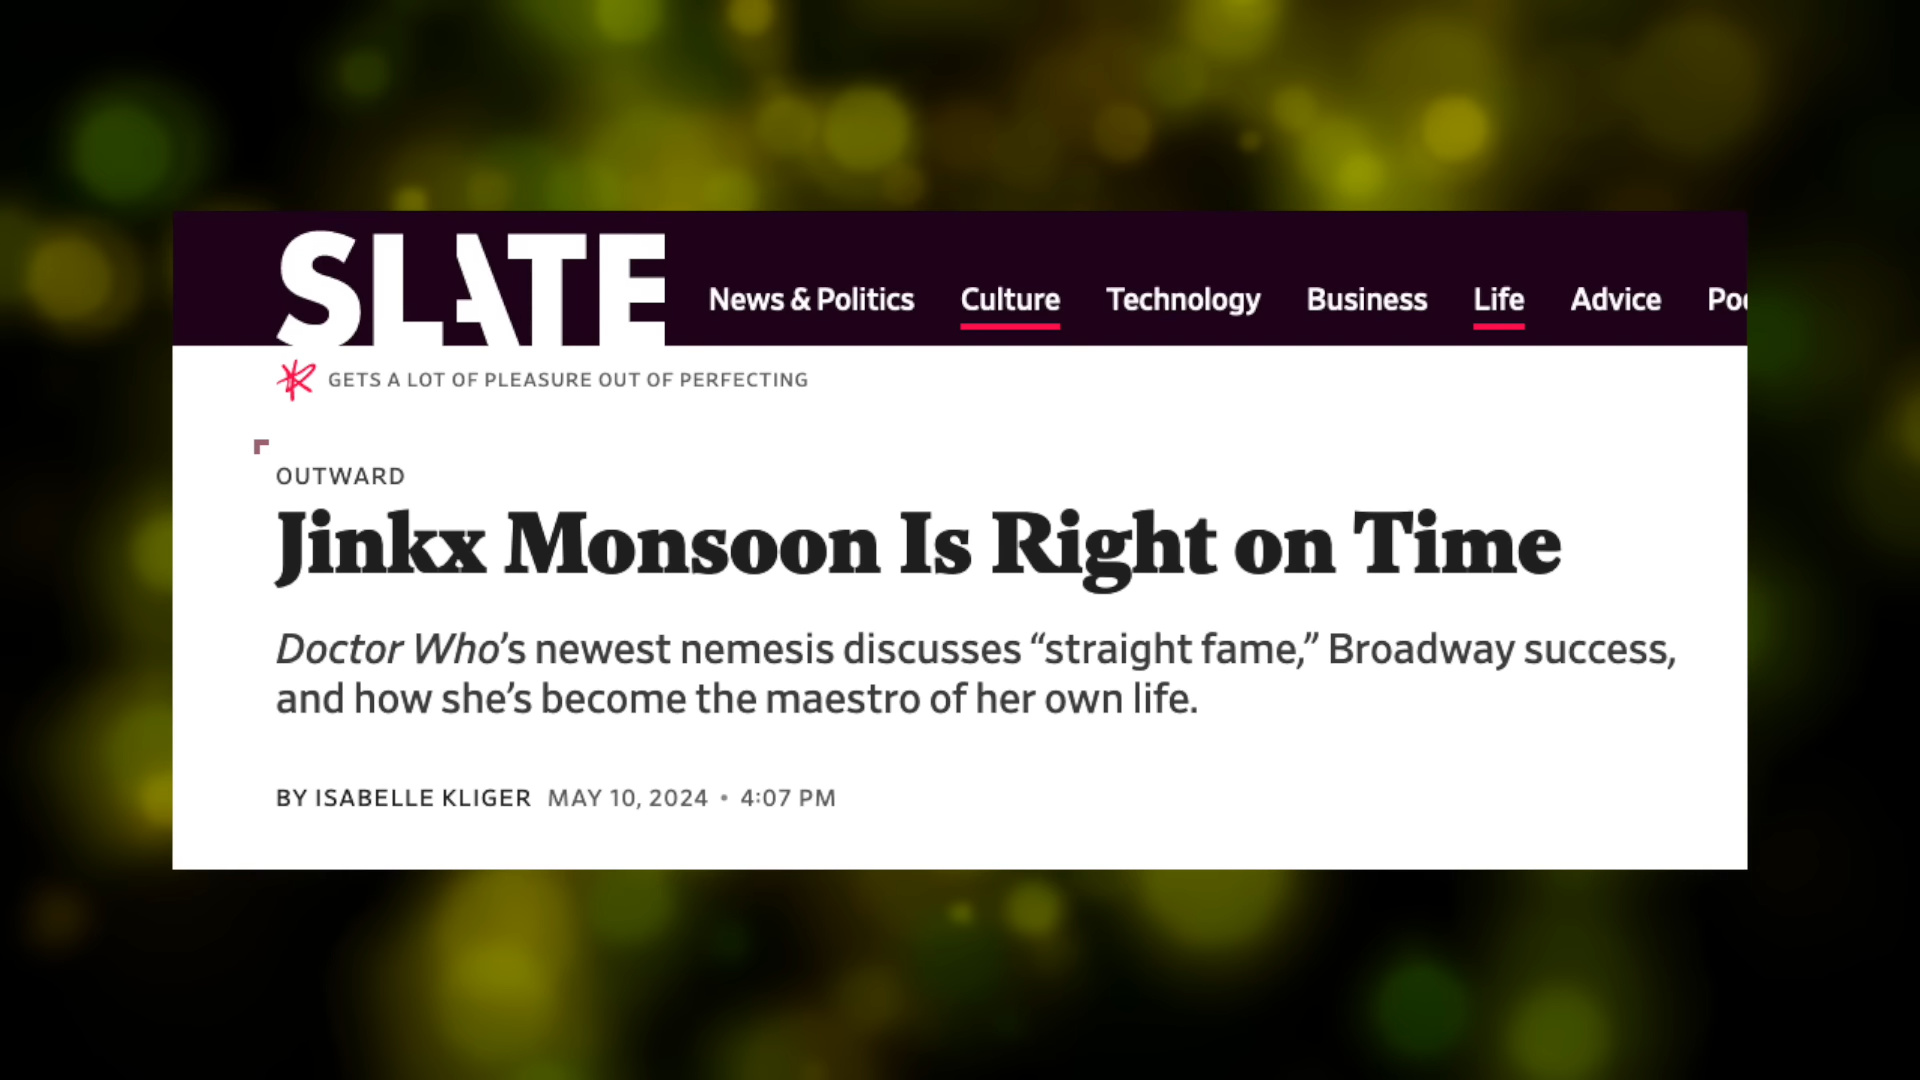 SLATE
News & Politics Culture Technology Business Life Advice
GETS A LOT OF PLEASURE OUT OF PERFECTING
OUTWARD
Jinkx Monsoon Is Right on Time
Doctor Who’s newest nemesis discusses “straight fame,” Broadway success,
and how she’s become the maestro of her own life.
BY ISABELLE KLIGER MAY 10, 2024 • 4:07 PM